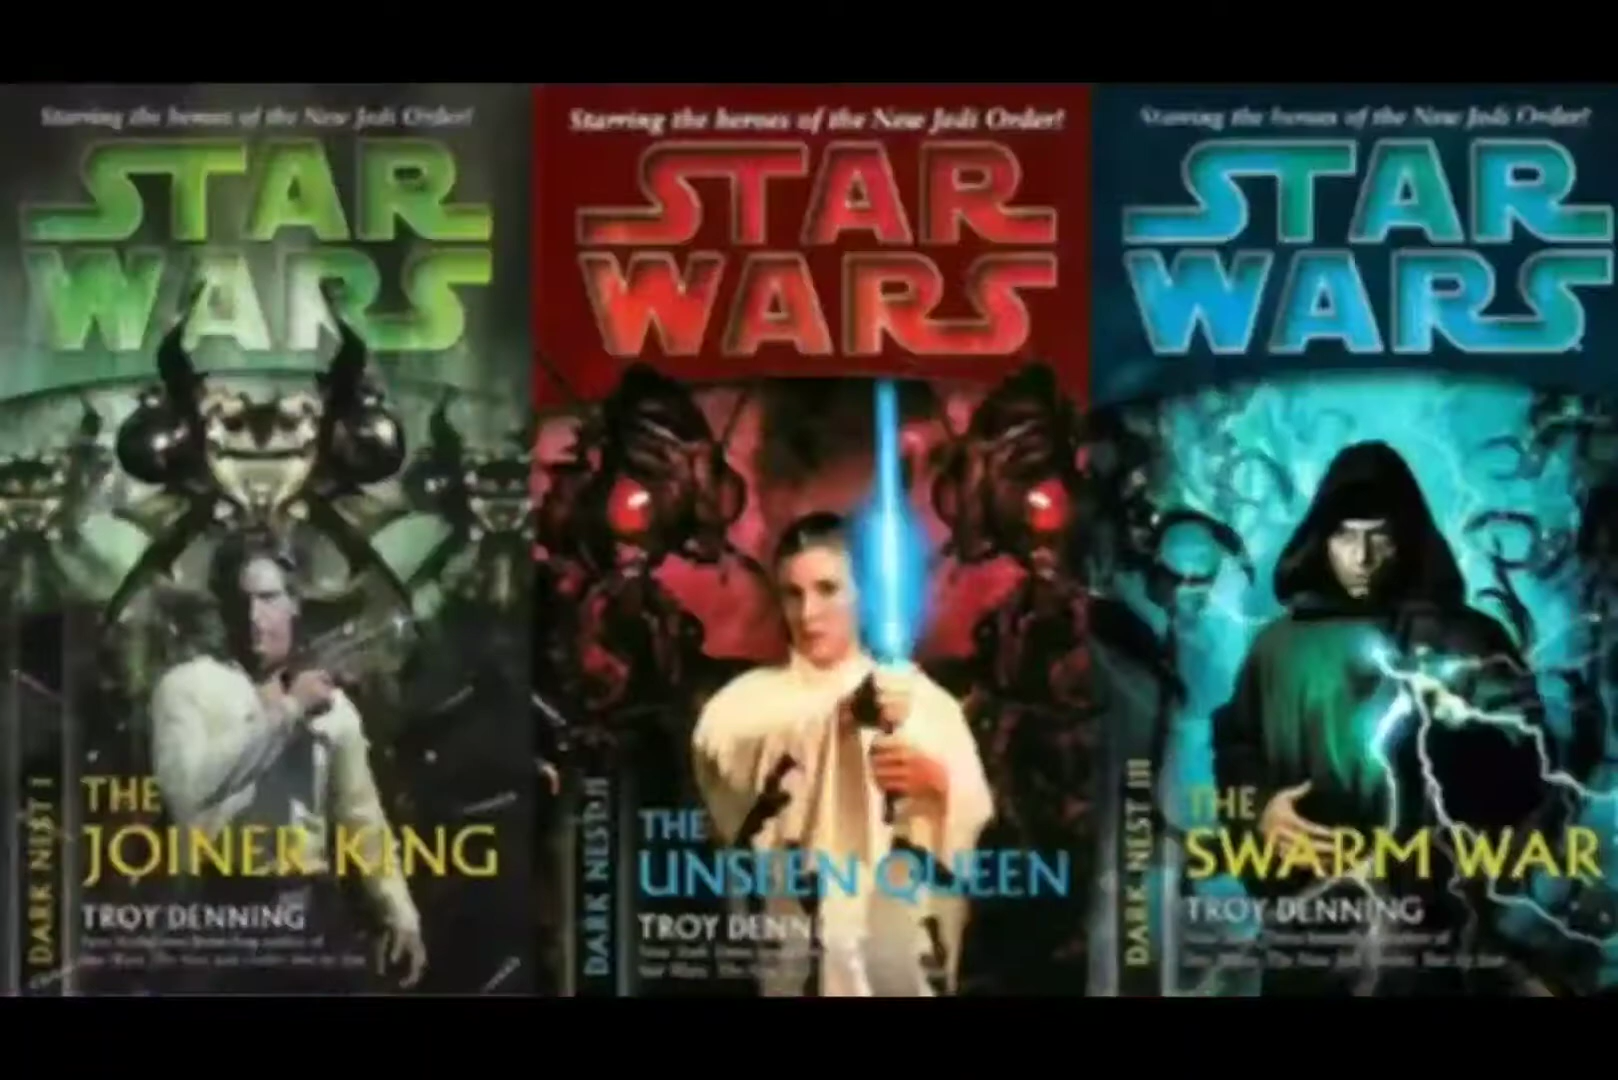 Starring the heroes of the New Jedi Order!
STAR
WARS
DARK NEST I
THE
JOINER KING
TROY DENNING
Starring the heroes of the New Jedi Order!
STAR
WARS
DARK NEST II
THE
UNSEEN QUEEN
TROY DENN
Starring the heroes of the New Jedi Order!
STAR
WARS
DARK NEST III
THE
SWARM WAR
TROY DENNING